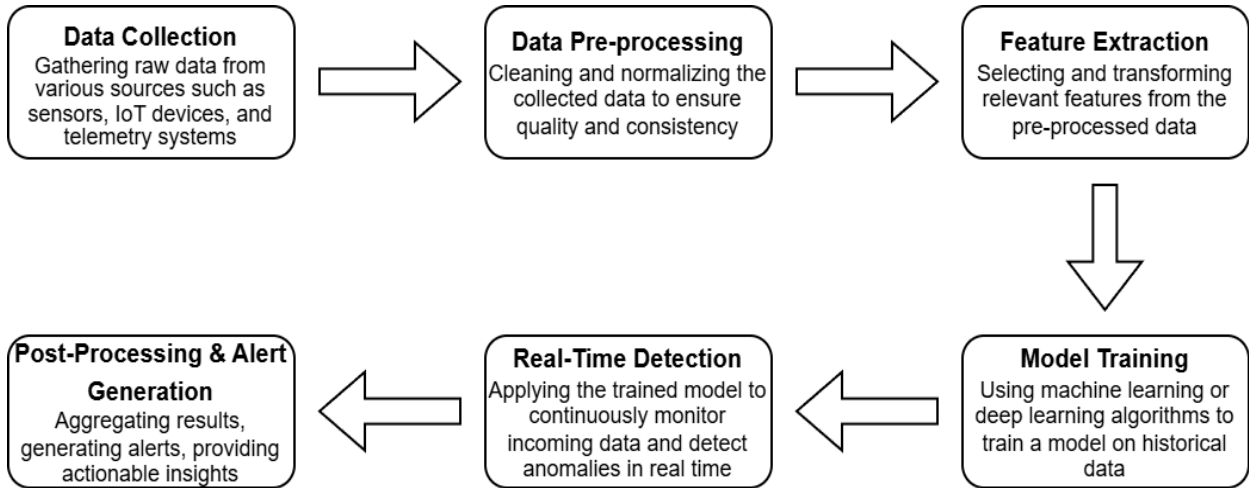 Data Collection
Gathering raw data from
various sources such as
sensors, IoT devices, and
telemetry systems
Data Pre-processing
Cleaning and normalizing the
collected data to ensure
quality and consistency
Feature Extraction
Selecting and transforming
relevant features from the
pre-processed data
Model Training
Using machine learning or
deep learning algorithms to
train a model on historical
data
Real-Time Detection
Applying the trained model to
continuously monitor
incoming data and detect
anomalies in real time
Post-Processing & Alert
Generation
Aggregating results,
generating alerts, providing
actionable insights